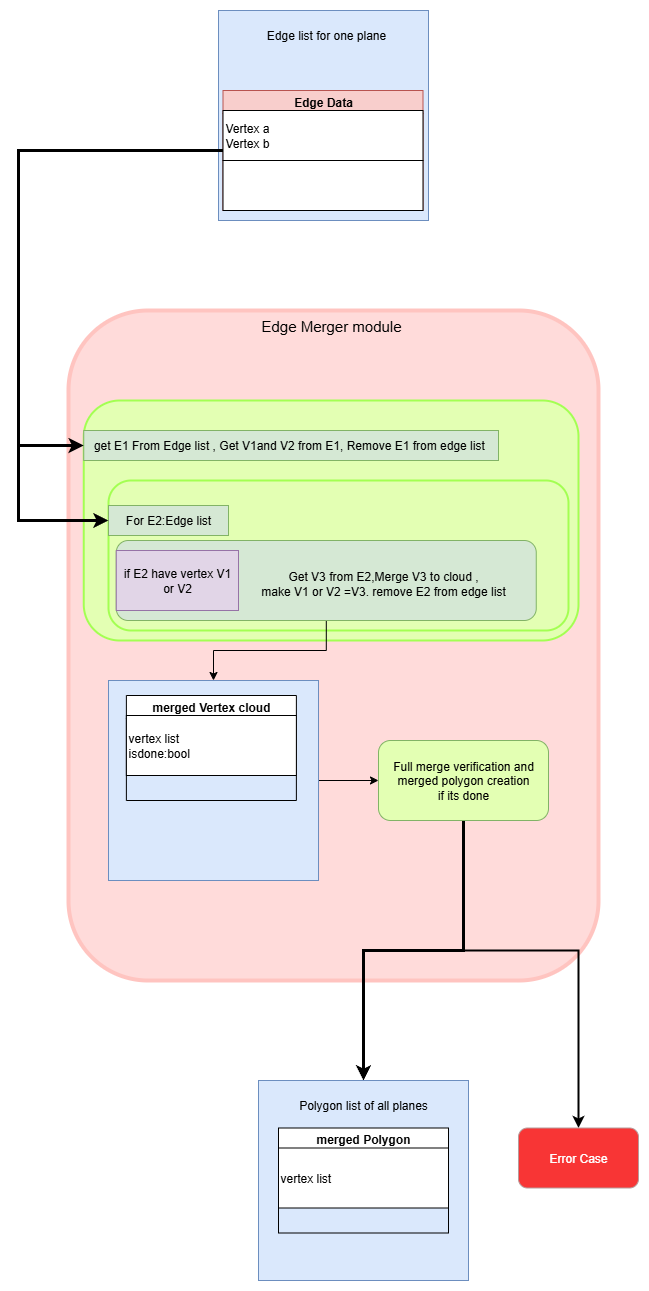 Edge list for one plane
Edge Data
Vertex a
Vertex b
Edge Merger module
get E1 From Edge list , Get V1and V2 from E1, Remove E1 from edge list
For E2:Edge list
if E2 have vertex V1
or V2
Get V3 from E2,Merge V3 to cloud ,
make V1 or V2 =V3. remove E2 from edge list
merged Vertex cloud
vertex list
isdone:bool
Full merge verification and
merged polygon creation
if its done
Polygon list of all planes
merged Polygon
vertex list
Error Case